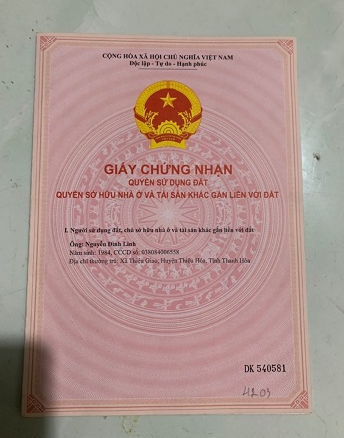 CỘNG HÒA XÃ HỘI CHỦ NGHĨA VIỆT NAM
Độc lập - Tự do - Hạnh phúc
GIẤY CHỨNG NHẬN
QUYỀN SỬ DỤNG ĐẤT
QUYỀN SỞ HỮU NHÀ Ở VÀ TÀI SẢN KHÁC GẮN LIỀN VỚI ĐẤT
I. Người sử dụng đất, chủ sở hữu nhà ở và tài sản khác gắn liền với đất
Ông: Nguyễn Đình Linh
Năm sinh: 1984, CCCD số: 038084006558
Địa chỉ thường trú: Xã Thiệu Giao, Huyện Thiệu Hóa, Tỉnh Thanh Hóa
DK 540581
4203